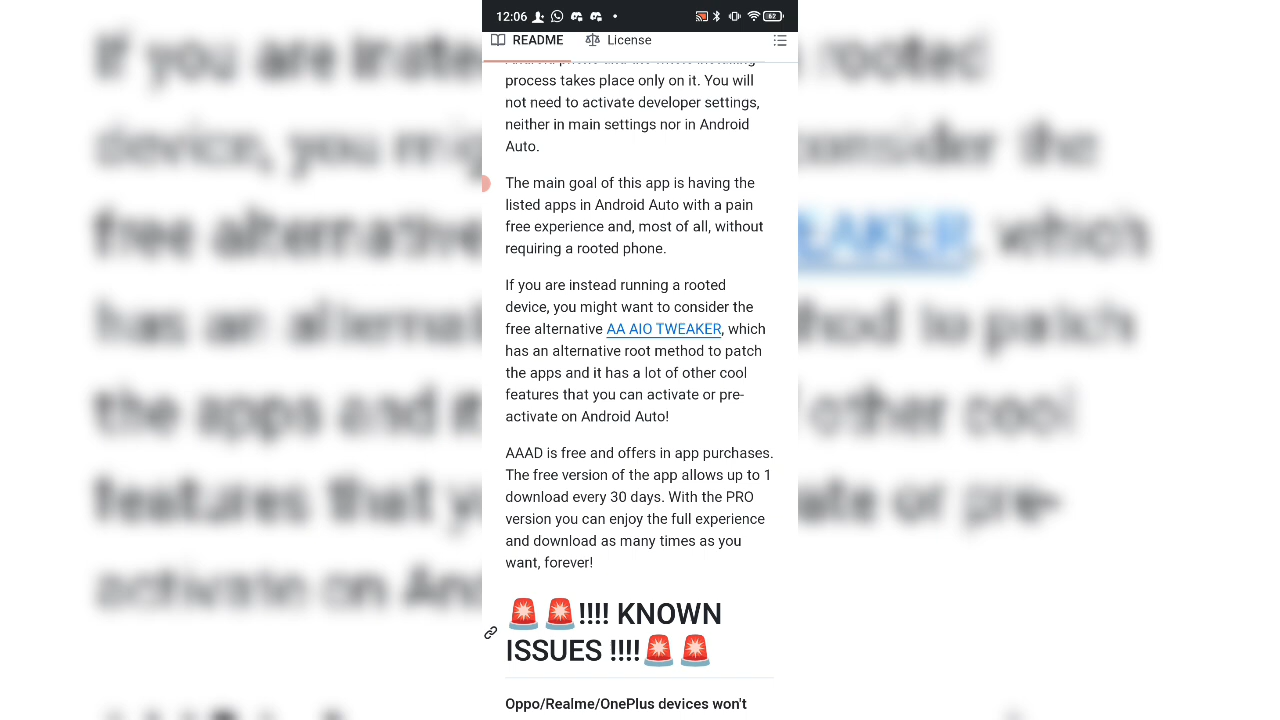 12:06
62
README License
process takes place only on it. You will
not need to activate developer settings,
neither in main settings nor in Android
Auto.
The main goal of this app is having the
listed apps in Android Auto with a pain
free experience and, most of all, without
requiring a rooted phone.
If you are instead running a rooted
device, you might want to consider the
free alternative AA AIO TWEAKER, which
has an alternative root method to patch
the apps and it has a lot of other cool
features that you can activate or pre-
activate on Android Auto!
AAAD is free and offers in app purchases.
The free version of the app allows up to 1
download every 30 days. With the PRO
version you can enjoy the full experience
and download as many times as you
want, forever!
🚨🚨!!!! KNOWN
ISSUES !!!!🚨🚨
Oppo/Realme/OnePlus devices won't